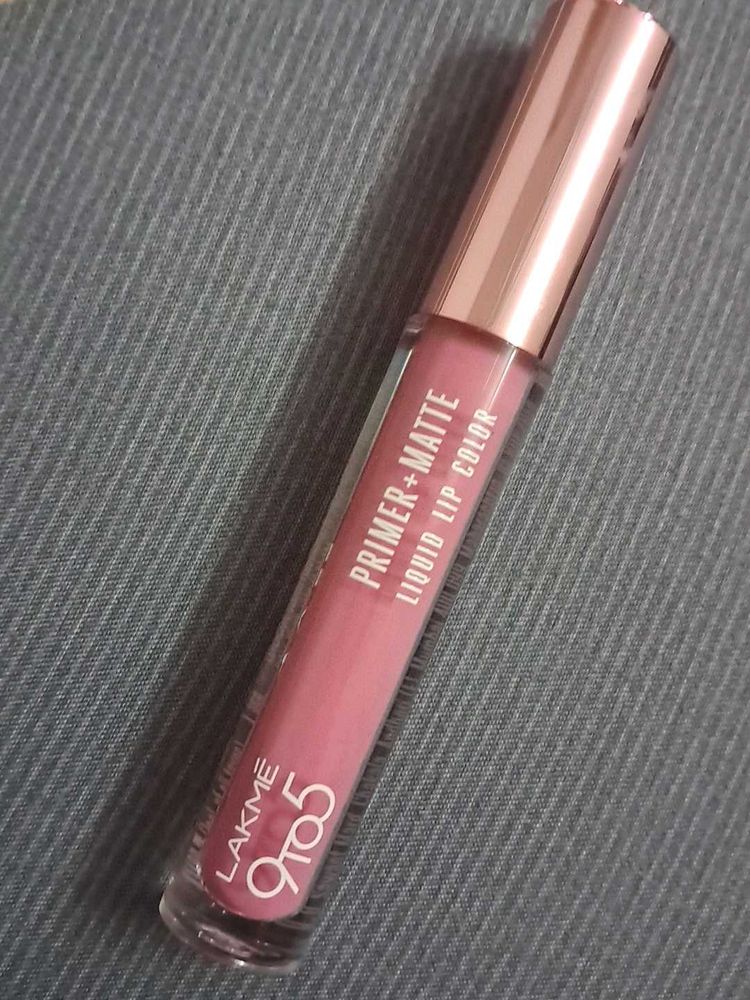 PRIMER+MATTE
LIQUID LIP COLOR
LAKMĒ
9TO5